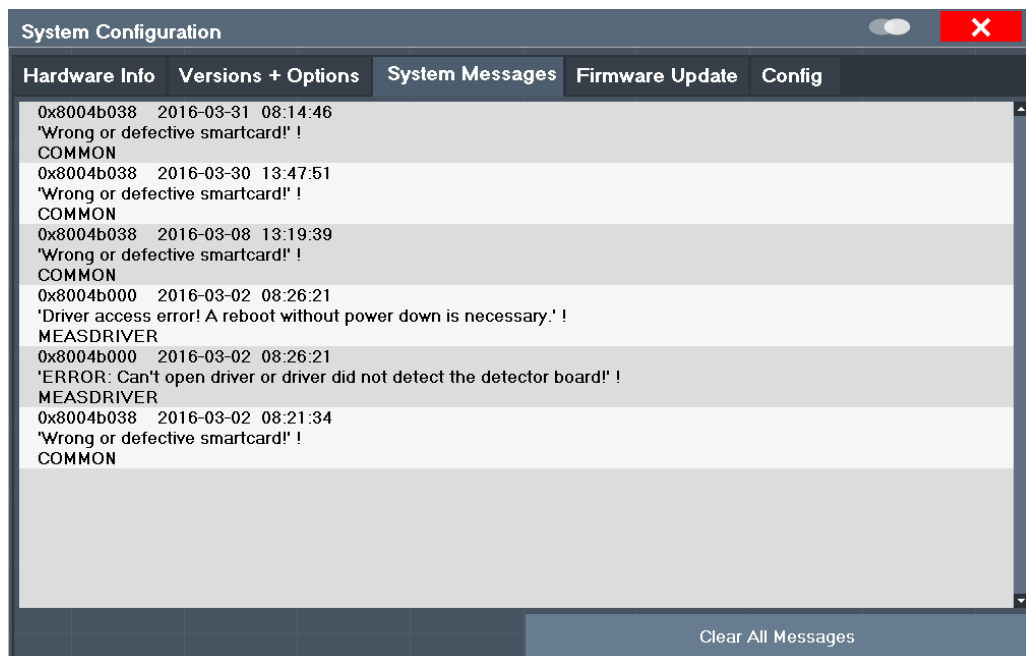 System Configuration
Hardware Info Versions + Options System Messages Firmware Update Config
0x8004b038 2016-03-31 08:14:46
'Wrong or defective smartcard!' !
COMMON
0x8004b038 2016-03-30 13:47:51
'Wrong or defective smartcard!' !
COMMON
0x8004b038 2016-03-08 13:19:39
'Wrong or defective smartcard!' !
COMMON
0x8004b000 2016-03-02 08:26:21
'Driver access error! A reboot without power down is necessary.' !
MEASDRIVER
0x8004b000 2016-03-02 08:26:21
'ERROR: Can't open driver or driver did not detect the detector board!' !
MEASDRIVER
0x8004b038 2016-03-02 08:21:34
'Wrong or defective smartcard!' !
COMMON
Clear All Messages